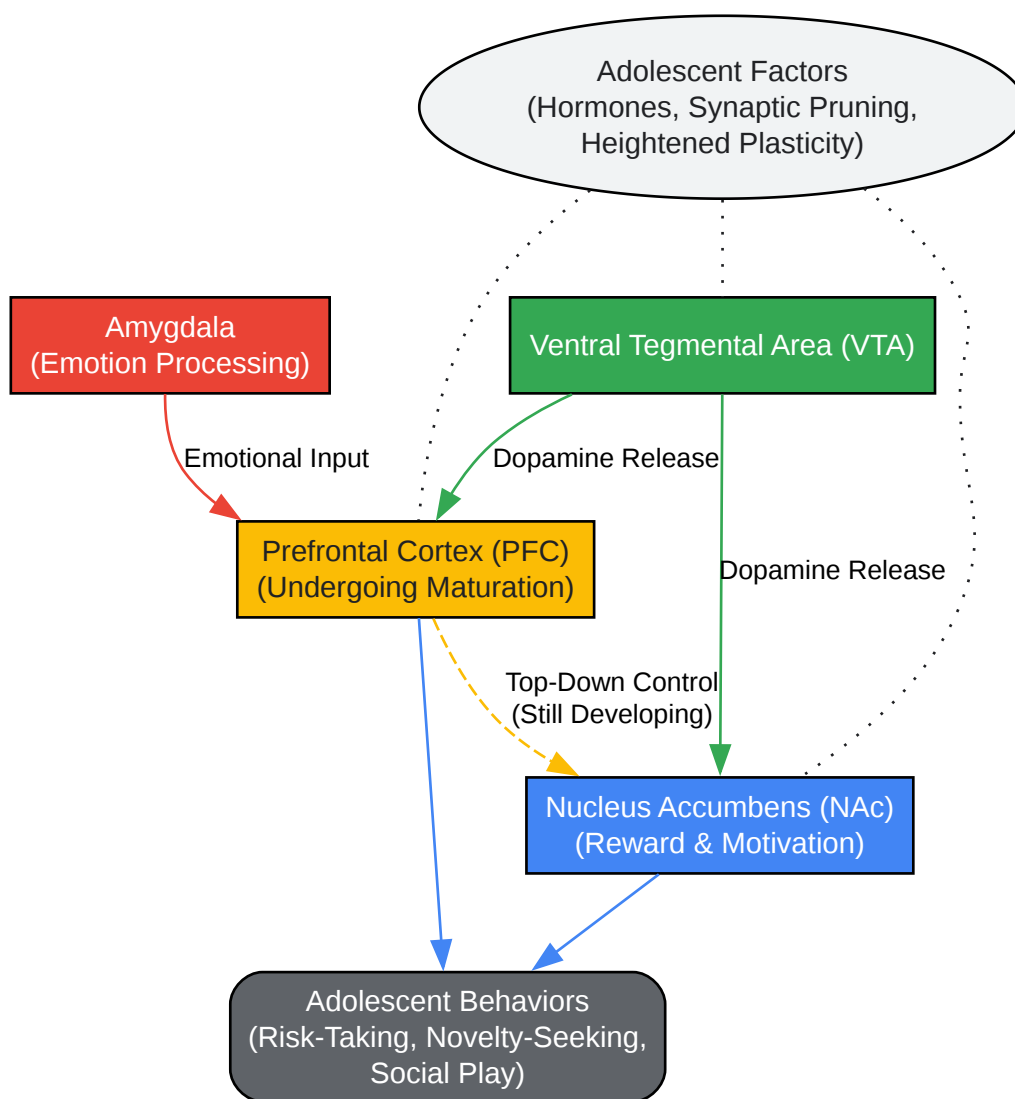 Adolescent Factors
(Hormones, Synaptic Pruning,
Heightened Plasticity)
Amygdala
(Emotion Processing)
Ventral Tegmental Area (VTA)
Emotional Input
Dopamine Release
Prefrontal Cortex (PFC)
(Undergoing Maturation)
Dopamine Release
Top-Down Control
(Still Developing)
Nucleus Accumbens (NAc)
(Reward & Motivation)
Adolescent Behaviors
(Risk-Taking, Novelty-Seeking,
Social Play)